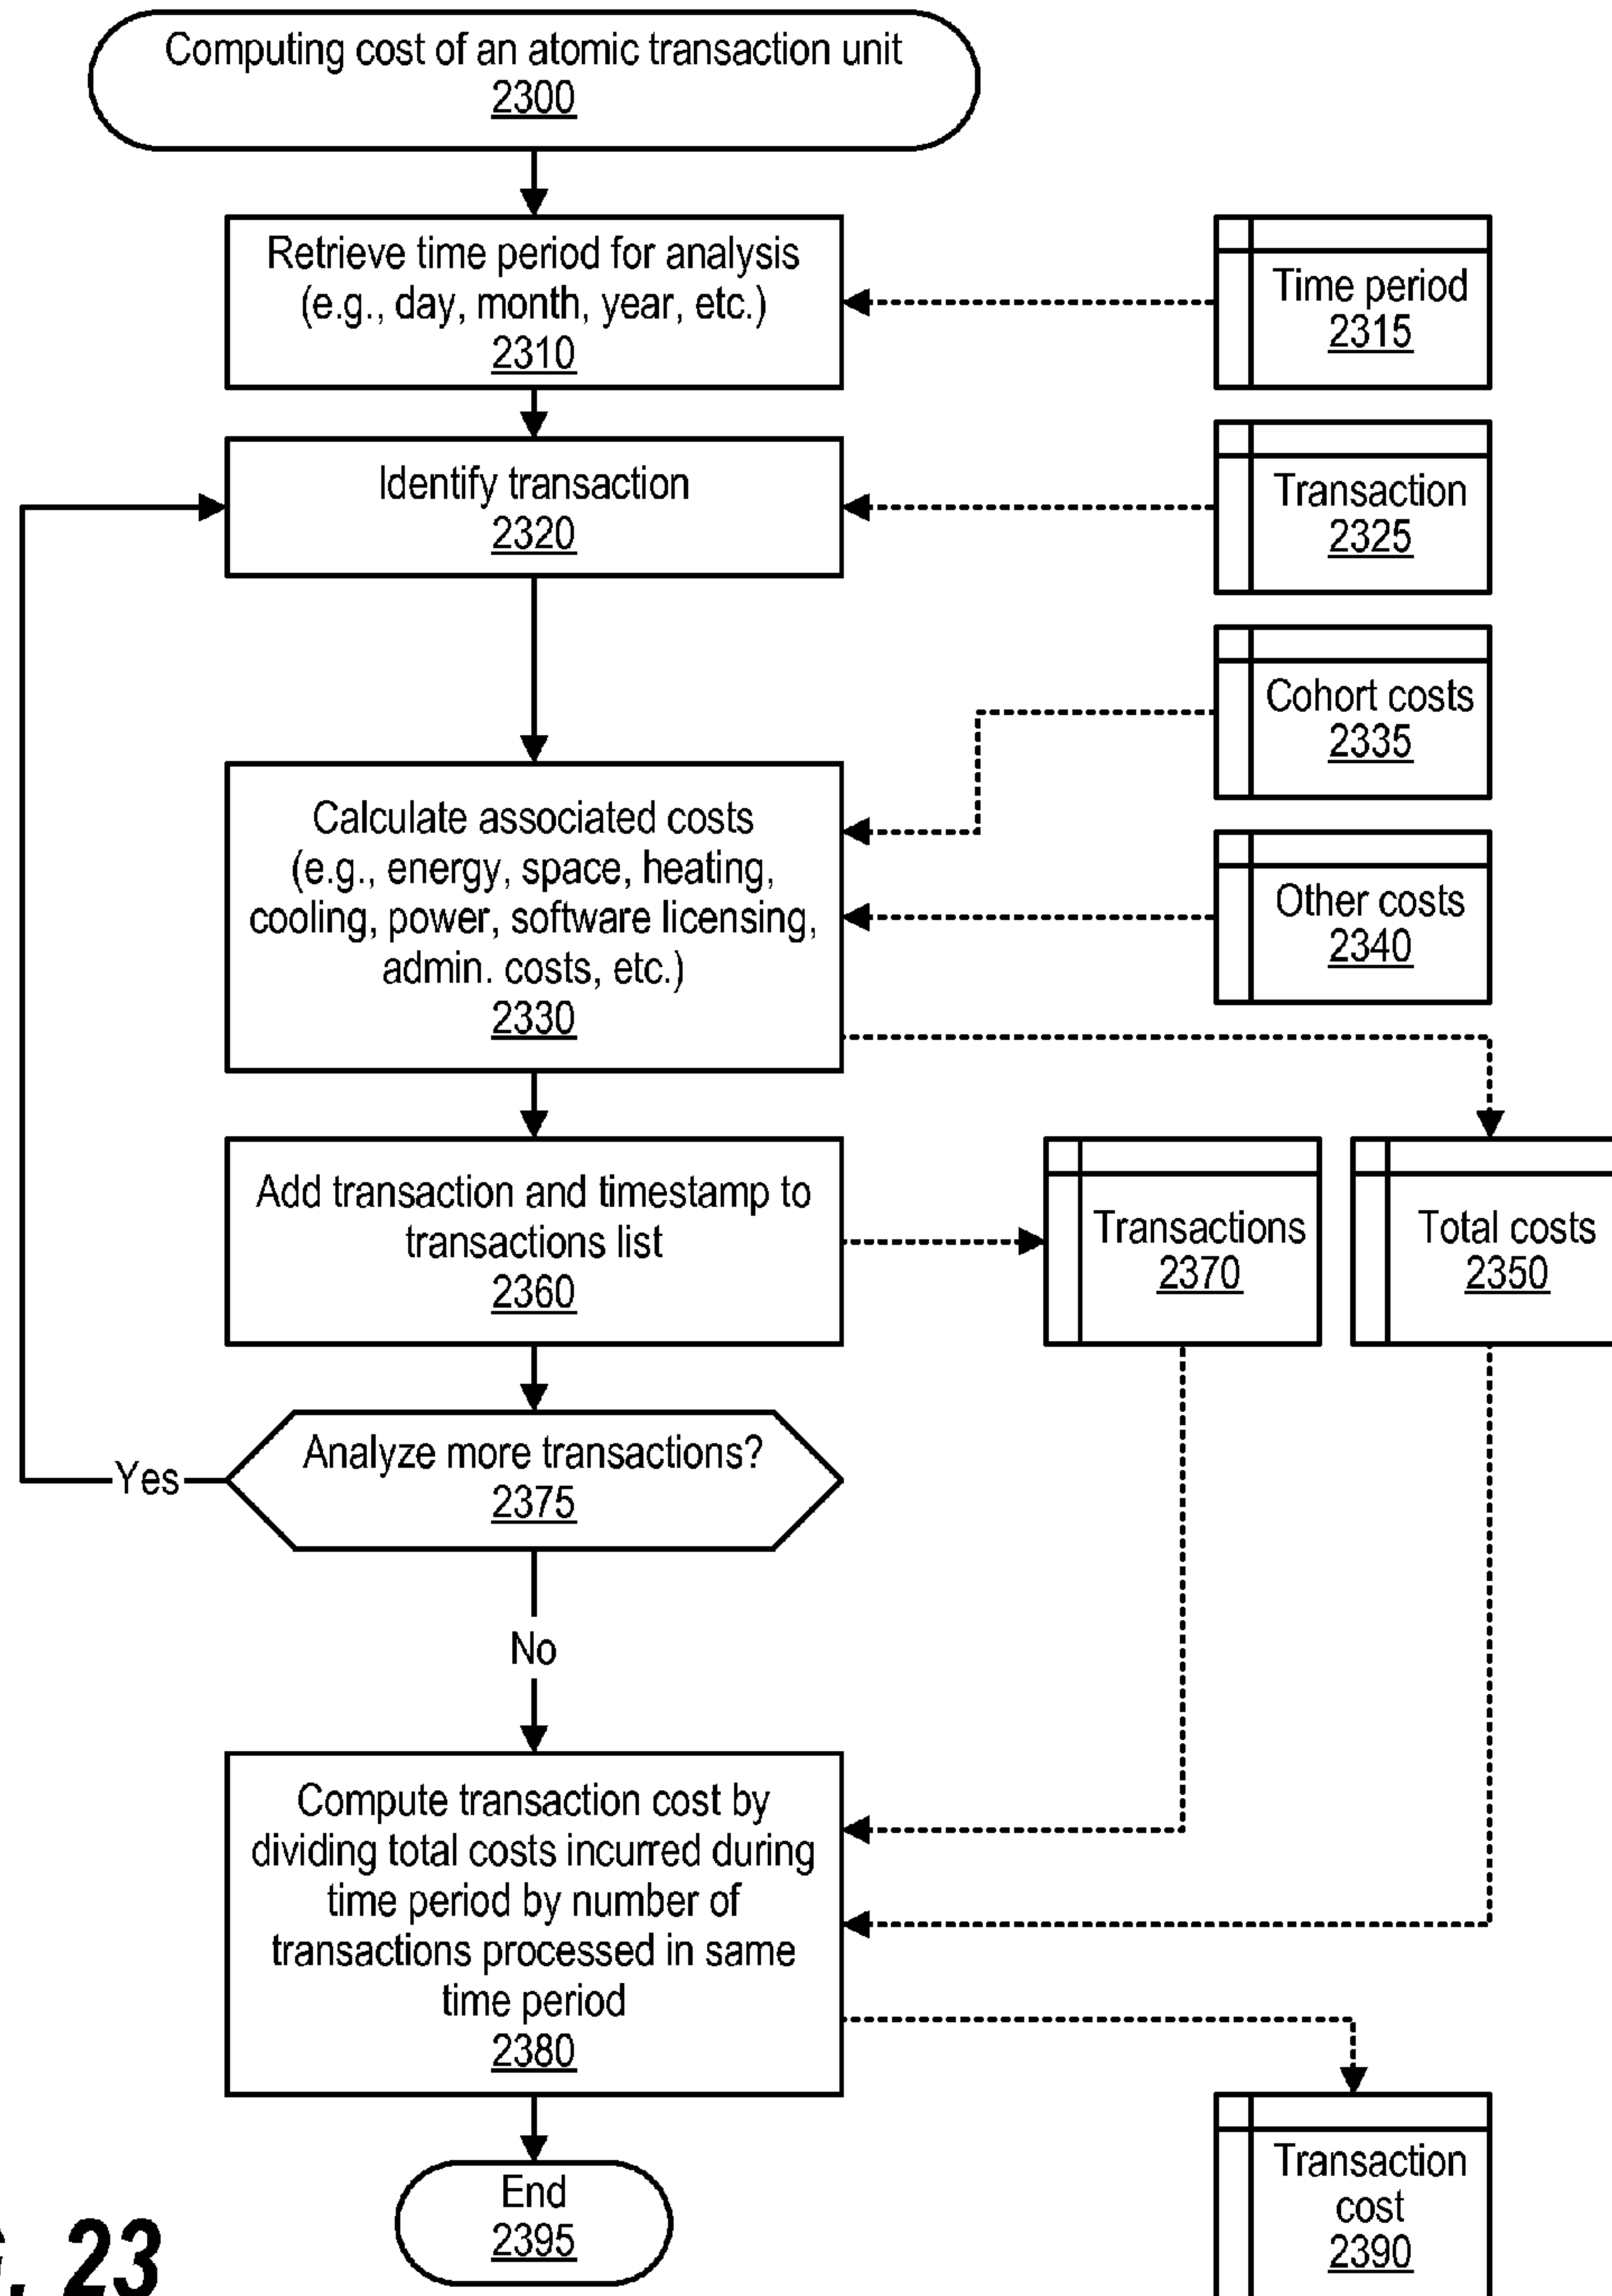 Computing cost of an atomic transaction unit
2300
Retrieve time period for analysis
(e.g., day, month, year, etc.)
2310
Time period
2315
Identify transaction
2320
Transaction
2325
Cohort costs
2335
Calculate associated costs
(e.g., energy, space, heating,
cooling, power, software licensing,
admin. costs, etc.)
2330
Other costs
2340
Add transaction and timestamp to
transactions list
2360
Transactions
2370
Total costs
2350
Analyze more transactions?
2375
Yes
No
Compute transaction cost by
dividing total costs incurred during
time period by number of
transactions processed in same
time period
2380
End
2395
Transaction
cost
2390
. 23